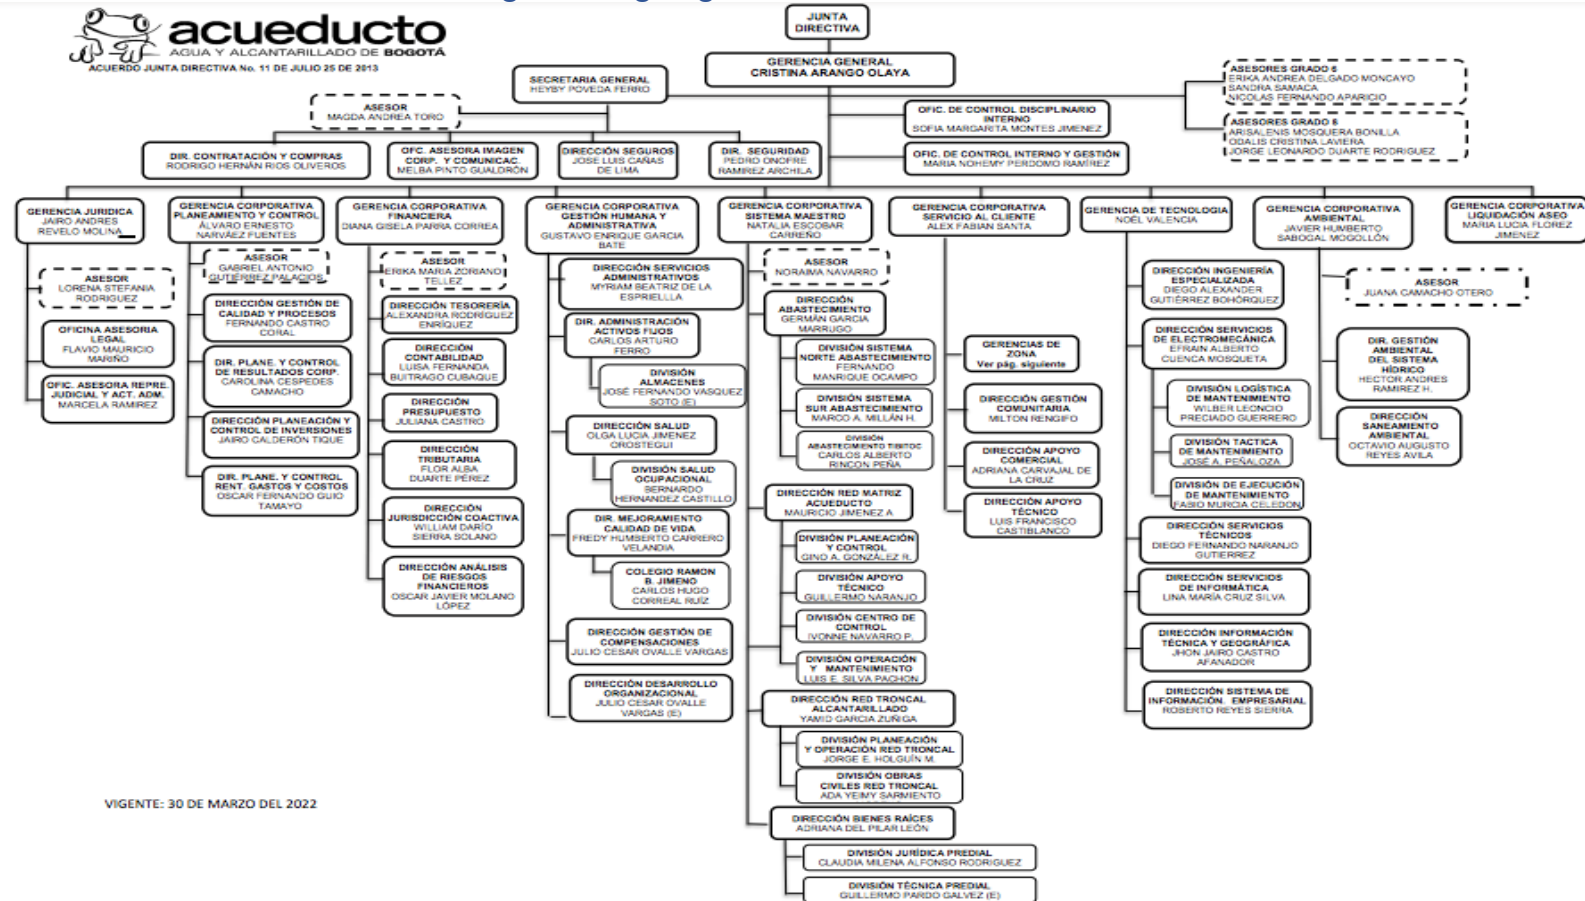 acueducto
AGUA Y ALCANTARILLADO DE BOGOTÁ
ACUERDO JUNTA DIRECTIVA No. 11 DE JULIO 25 DE 2013
JUNTA
DIRECTIVA
GERENCIA GENERAL
CRISTINA ARANGO OLAYA
SECRETARIA GENERAL
HEYBY POVEDA FERRO
ASESOR
MAGDA ANDREA TORO
ASESORES GRADO 6
ERIKA ANDREA DELGADO MONCAYO
SANDRA SAMACA
NICOLAS FERNANDO APARICIO
ASESORES GRADO 8
ARISALENIS MOSQUERA BONILLA
ODALIS CRISTINA LAVIERA
JORGE LEONARDO DUARTE RODRIGUEZ
OFIC. DE CONTROL DISCIPLINARIO
INTERNO
SOFIA MARGARITA MONTES JIMENEZ
OFIC. DE CONTROL INTERNO Y GESTIÓN
MARIA NOHEMY PERDOMO RAMÍREZ
DIR. CONTRATACIÓN Y COMPRAS
RODRIGO HERNÁN RIOS OLIVEROS
OFC. ASESORA IMAGEN
CORP. Y COMUNICAC.
MELBA PINTO GUALDRÓN
DIRECCIÓN SEGUROS
JOSE LUIS CAÑAS
DE LIMA
DIR. SEGURIDAD
PEDRO ONOFRE
RAMIREZ ARCHILA
GERENCIA JURIDICA
JAIRO ANDRES
REVELO MOLINA
ASESOR
LORENA STEFANIA
RODRIGUEZ
OFICINA ASESORIA
LEGAL
FLAVIO MAURICIO
MARIÑO
OFIC. ASESORA REPRE.
JUDICIAL Y ACT. ADM.
MARCELA RAMIREZ
GERENCIA CORPORATIVA
PLANEAMIENTO Y CONTROL
ÁLVARO ERNESTO
NARVÁEZ FUENTES
ASESOR
GABRIEL ANTONIO
GUTIÉRREZ PALACIOS
DIRECCIÓN GESTIÓN DE
CALIDAD Y PROCESOS
FERNANDO CASTRO
CORAL
DIR. PLANE. Y CONTROL
DE RESULTADOS CORP.
CAROLINA CESPEDES
CAMACHO
DIRECCIÓN PLANEACIÓN Y
CONTROL DE INVERSIONES
JAIRO CALDERÓN TIQUE
DIR. PLANE. Y CONTROL
RENT. GASTOS Y COSTOS
OSCAR FERNANDO GUIO
TAMAYO
GERENCIA CORPORATIVA
FINANCIERA
DIANA GISELA PARRA CORREA
ASESOR
ERIKA MARIA ZORIANO
TELLEZ
DIRECCIÓN TESORERÍA
ALEXANDRA RODRÍGUEZ
ENRÍQUEZ
DIRECCIÓN
CONTABILIDAD
LUISA FERNANDA
BUITRAGO CUBAQUE
DIRECCIÓN
PRESUPUESTO
JULIANA CASTRO
DIRECCIÓN
TRIBUTARIA
FLOR ALBA
DUARTE PÉREZ
DIRECCIÓN
JURISDICCIÓN COACTIVA
WILLIAM DARÍO
SIERRA SOLANO
DIRECCIÓN ANÁLISIS
DE RIESGOS
FINANCIEROS
OSCAR JAVIER MOLANO
LÓPEZ
GERENCIA CORPORATIVA
GESTIÓN HUMANA Y
ADMINISTRATIVA
GUSTAVO ENRIQUE GARCIA
BATE
DIRECCIÓN SERVICIOS
ADMINISTRATIVOS
MYRIAM BEATRIZ DE LA
ESPRIELLLA
DIR. ADMINISTRACIÓN
ACTIVOS FIJOS
CARLOS ARTURO
FERRO
DIVISIÓN
ALMACENES
JOSÉ FERNANDO VASQUEZ
SOTO (E)
DIRECCIÓN SALUD
OLGA LUCIA JIMENEZ
OROSTEGUI
DIVISIÓN SALUD
OCUPACIONAL
BERNARDO
HERNANDEZ CASTILLO
DIR. MEJORAMIENTO
CALIDAD DE VIDA
FREDY HUMBERTO CARRERO
VELANDIA
COLEGIO RAMON
B. JIMENO
CARLOS HUGO
CORREAL RUÍZ
DIRECCIÓN GESTIÓN DE
COMPENSACIONES
JULIO CESAR OVALLE VARGAS
DIRECCIÓN DESARROLLO
ORGANIZACIONAL
JULIO CESAR OVALLE
VARGAS (E)
GERENCIA CORPORATIVA
SISTEMA MAESTRO
NATALIA ESCOBAR
CARREÑO
ASESOR
NORAIMA NAVARRO
DIRECCIÓN
ABASTECIMIENTO
GERMÁN GARCIA
MARRUGO
DIVISIÓN SISTEMA
NORTE ABASTECIMIENTO
FERNANDO
MANRIQUE OCAMPO
DIVISIÓN SISTEMA
SUR ABASTECIMIENTO
MARCO A. MILLÁN H.
DIVISIÓN
ABASTECIMIENTO TIBITOC
CARLOS ALBERTO
RINCON PEÑA
DIRECCIÓN RED MATRIZ
ACUEDUCTO
MAURICIO JIMENEZ A
DIVISIÓN PLANEACIÓN
Y CONTROL
GINO A. GONZÁLEZ R.
DIVISIÓN APOYO
TÉCNICO
GUILLERMO NARANJO
DIVISIÓN CENTRO DE
CONTROL
IVONNE NAVARRO P.
DIVISIÓN OPERACIÓN
Y MANTENIMIENTO
LUIS E. SILVA PACHON
DIRECCIÓN RED TRONCAL
ALCANTARILLADO
YAMID GARCIA ZUÑIGA
DIVISIÓN PLANEACIÓN
Y OPERACIÓN RED TRONCAL
JORGE E. HOLGUÍN M.
DIVISIÓN OBRAS
CIVILES RED TRONCAL
ADA YEIMY SARMIENTO
DIRECCIÓN BIENES RAÍCES
ADRIANA DEL PILAR LEÓN
DIVISIÓN JURÍDICA PREDIAL
CLAUDIA MILENA ALFONSO RODRIGUEZ
DIVISIÓN TÉCNICA PREDIAL
GUILLERMO PARDO GALVEZ (E)
GERENCIA CORPORATIVA
SERVICIO AL CLIENTE
ALEX FABIAN SANTA
GERENCIAS DE
ZONA
Ver pág. siguiente
DIRECCIÓN GESTIÓN
COMUNITARIA
MILTON RENGIFO
DIRECCIÓN APOYO
COMERCIAL
ADRIANA CARVAJAL DE
LA CRUZ
DIRECCIÓN APOYO
TÉCNICO
LUIS FRANCISCO
CASTIBLANCO
GERENCIA DE TECNOLOGIA
NOÉL VALENCIA
DIRECCIÓN INGENIERÍA
ESPECIALIZADA
DIEGO ALEXANDER
GUTIÉRREZ BOHÓRQUEZ
DIRECCIÓN SERVICIOS
DE ELECTROMECÁNICA
EFRAIN ALBERTO
CUENCA MOSQUETA
DIVISIÓN LOGÍSTICA
DE MANTENIMIENTO
WILBER LEONCIO
PRECIADO GUERRERO
DIVISIÓN TACTICA
DE MANTENIMIENTO
JOSÉ A. PEÑALOZA
DIVISIÓN DE EJECUCIÓN
DE MANTENIMIENTO
FABIO MURCIA CELEDON
DIRECCIÓN SERVICIOS
TÉCNICOS
DIEGO FERNANDO NARANJO
GUTIERREZ
DIRECCIÓN SERVICIOS
DE INFORMÁTICA
LINA MARÍA CRUZ SILVA
DIRECCIÓN INFORMACIÓN
TÉCNICA Y GEOGRÁFICA
JHON JAIRO CASTRO
AFANADOR
DIRECCIÓN SISTEMA DE
INFORMACIÓN. EMPRESARIAL
ROBERTO REYES SIERRA
GERENCIA CORPORATIVA
AMBIENTAL
JAVIER HUMBERTO
SABOGAL MOGOLLÓN
ASESOR
JUANA CAMACHO OTERO
DIR. GESTIÓN
AMBIENTAL
DEL SISTEMA
HÍDRICO
HECTOR ANDRES
RAMIREZ H.
DIRECCIÓN
SANEAMIENTO
AMBIENTAL
OCTAVIO AUGUSTO
REYES AVILA
GERENCIA CORPORATIVA
LIQUIDACIÓN ASEO
MARIA LUCIA FLOREZ
JIMENEZ
VIGENTE: 30 DE MARZO DEL 2022